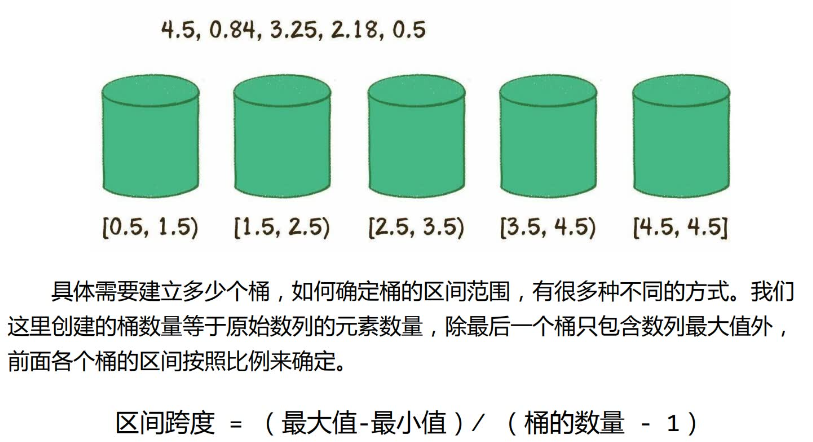 4.5, 0.84, 3.25, 2.18, 0.5
[0.5, 1.5) [1.5, 2.5) [2.5, 3.5) [3.5, 4.5) [4.5, 4.5]
具体需要建立多少个桶，如何确定桶的区间范围，有很多种不同的方式。我们
这里创建的桶数量等于原始数列的元素数量，除最后一个桶只包含数列最大值外，
前面各个桶的区间按照比例来确定。
区间跨度 = （最大值-最小值）/ （桶的数量 - 1）